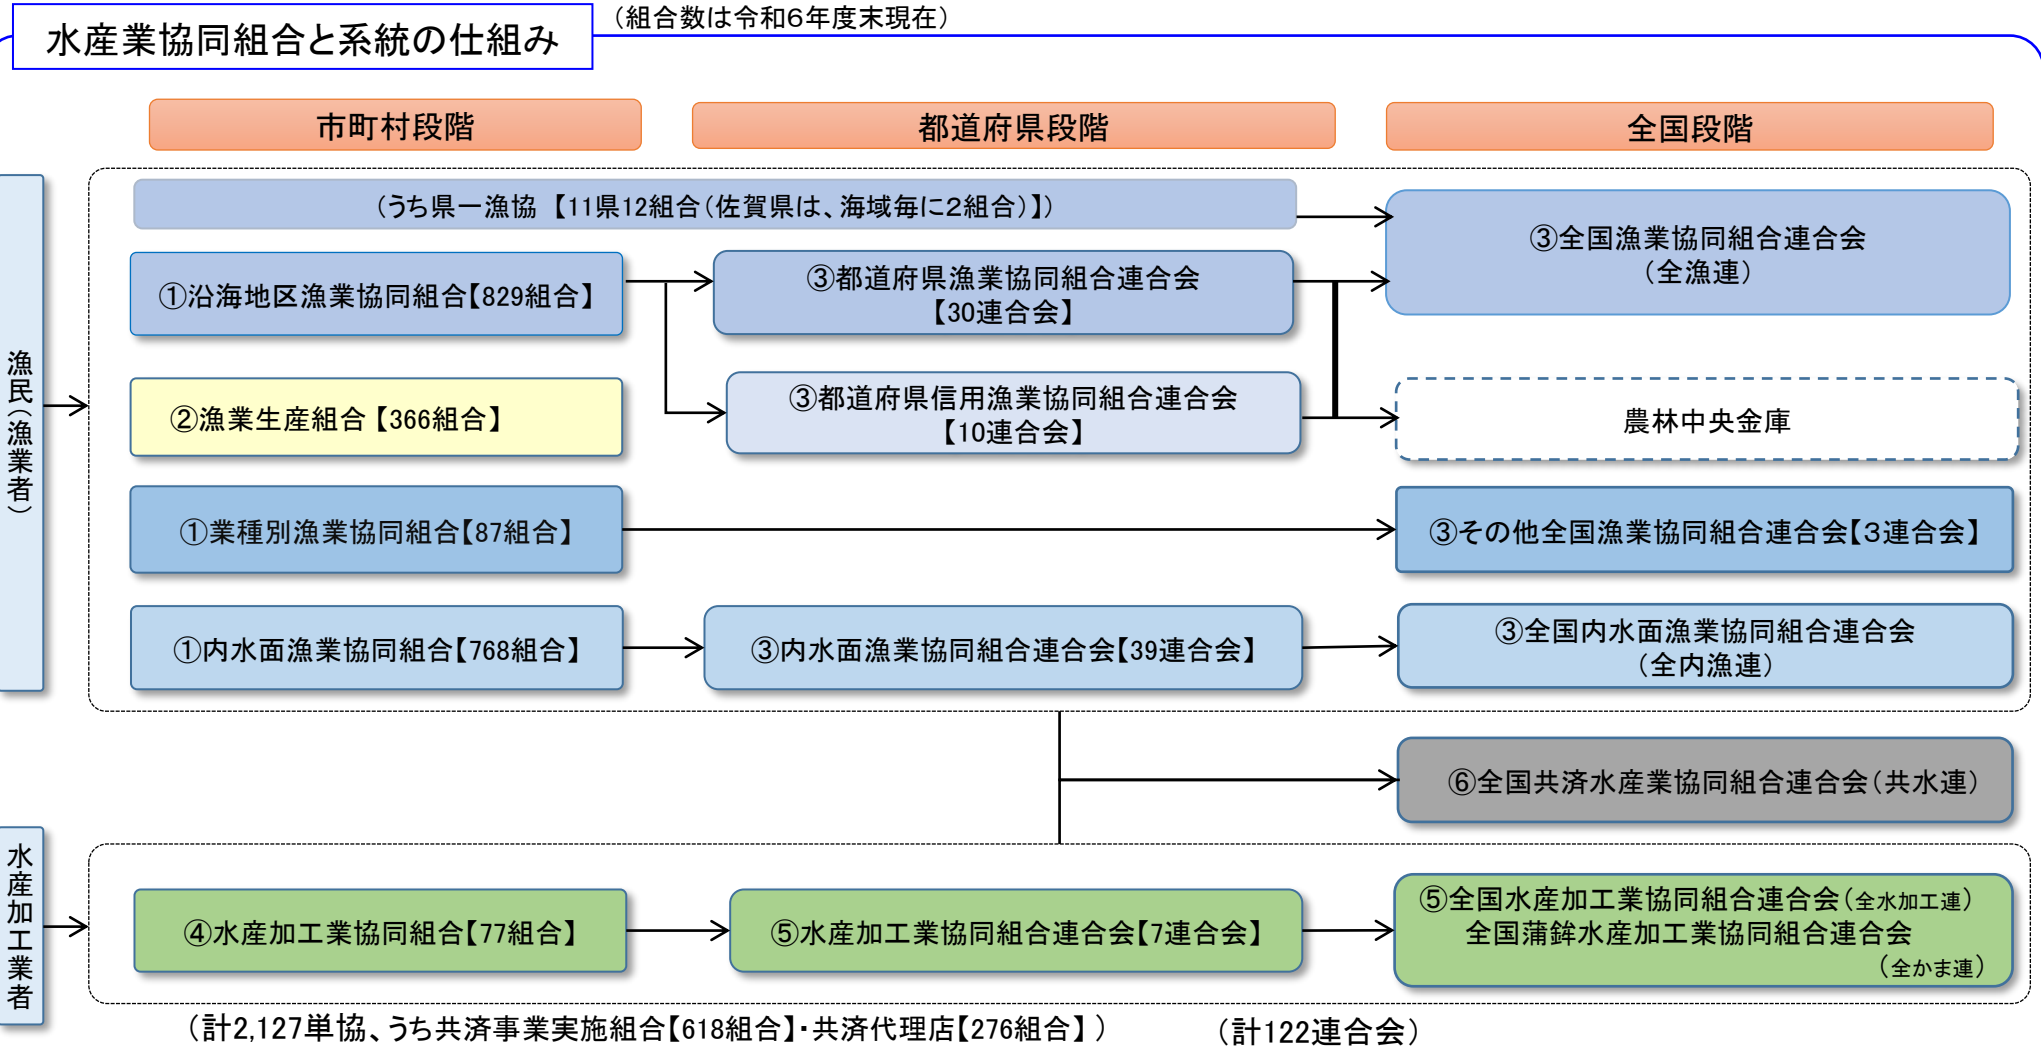 水産業協同組合と系統の仕組み
（組合数は令和6年度末現在）
市町村段階
都道府県段階
全国段階
漁民（漁業者）
（うち県一漁協 【11県12組合（佐賀県は、海域毎に2組合）】）
③全国漁業協同組合連合会
（全漁連）
①沿海地区漁業協同組合【829組合】
③都道府県漁業協同組合連合会
【30連合会】
②漁業生産組合 【366組合】
③都道府県信用漁業協同組合連合会
【10連合会】
農林中央金庫
①業種別漁業協同組合【87組合】
③その他全国漁業協同組合連合会【3連合会】
①内水面漁業協同組合【768組合】
③内水面漁業協同組合連合会【39連合会】
③全国内水面漁業協同組合連合会
（全内漁連）
⑥全国共済水産業協同組合連合会（共水連）
水産加工業者
④水産加工業協同組合【77組合】
⑤水産加工業協同組合連合会【7連合会】
⑤全国水産加工業協同組合連合会（全水加工連）
全国蒲鉾水産加工業協同組合連合会
（全かま連）
（計2,127単協、うち共済事業実施組合【618組合】・共済代理店【276組合】 ）
（計122連合会）